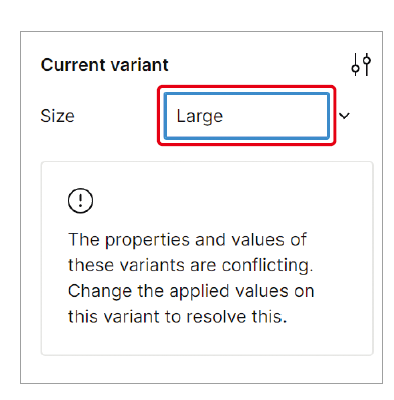 Current variant
Size
Large
The properties and values of
these variants are conflicting.
Change the applied values on
this variant to resolve this.